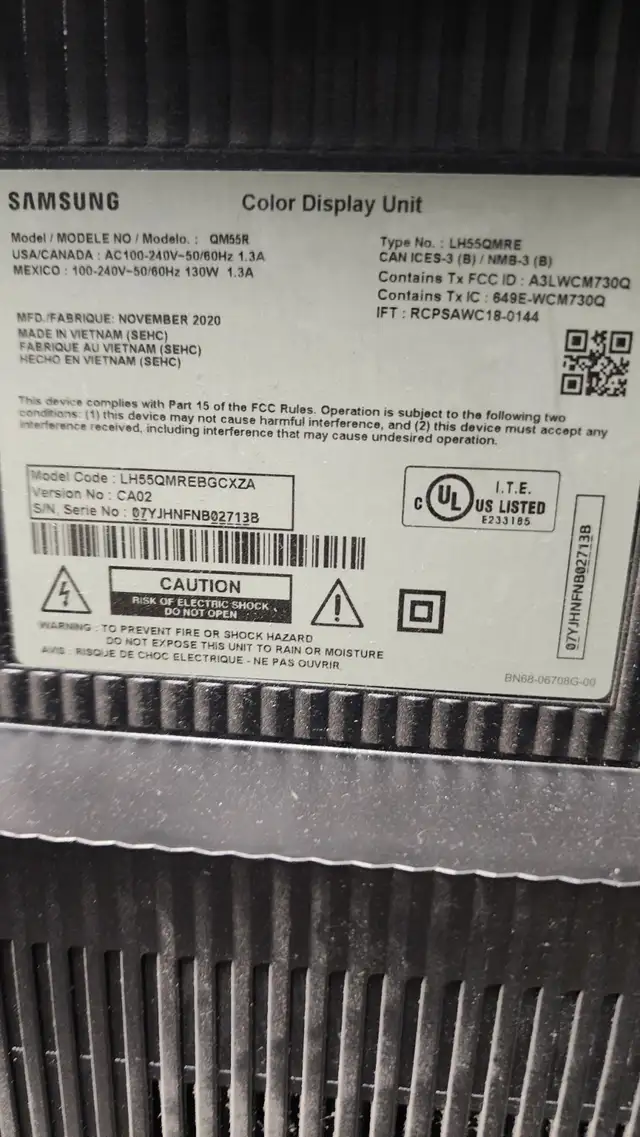 SAMSUNG
Color Display Unit
Model / MODELE NO / Modelo. : QM55R
USA/CANADA : AC100-240V~50/60Hz 1.3A
MEXICO : 100-240V~50/60Hz 130W 1.3A
Type No. : LH55QMRE
CAN ICES-3 (B) / NMB-3 (B)
Contains Tx FCC ID : A3LWCM730Q
Contains Tx IC : 649E-WCM730Q
IFT : RCPSAWC18-0144
MFD./FABRIQUE: NOVEMBER 2020
MADE IN VIETNAM (SEHC)
FABRIQUE AU VIETNAM (SEHC)
HECHO EN VIETNAM (SEHC)
This device complies with Part 15 of the FCC Rules. Operation is subject to the following two
conditions: (1) this device may not cause harmful interference, and (2) this device must accept any
interference received, including interference that may cause undesired operation.
Model Code : LH55QMREBGCXZA
Version No : CA02
S/N. Serie No : 07YJHNFNB02713B
C UL US LISTED
I.T.E.
E233185
07YJHNFNB02713B
CAUTION
RISK OF ELECTRIC SHOCK
DO NOT OPEN
WARNING : TO PREVENT FIRE OR SHOCK HAZARD
DO NOT EXPOSE THIS UNIT TO RAIN OR MOISTURE
AVIS : RISQUE DE CHOC ELECTRIQUE - NE PAS OUVRIR
BN68-06708G-00